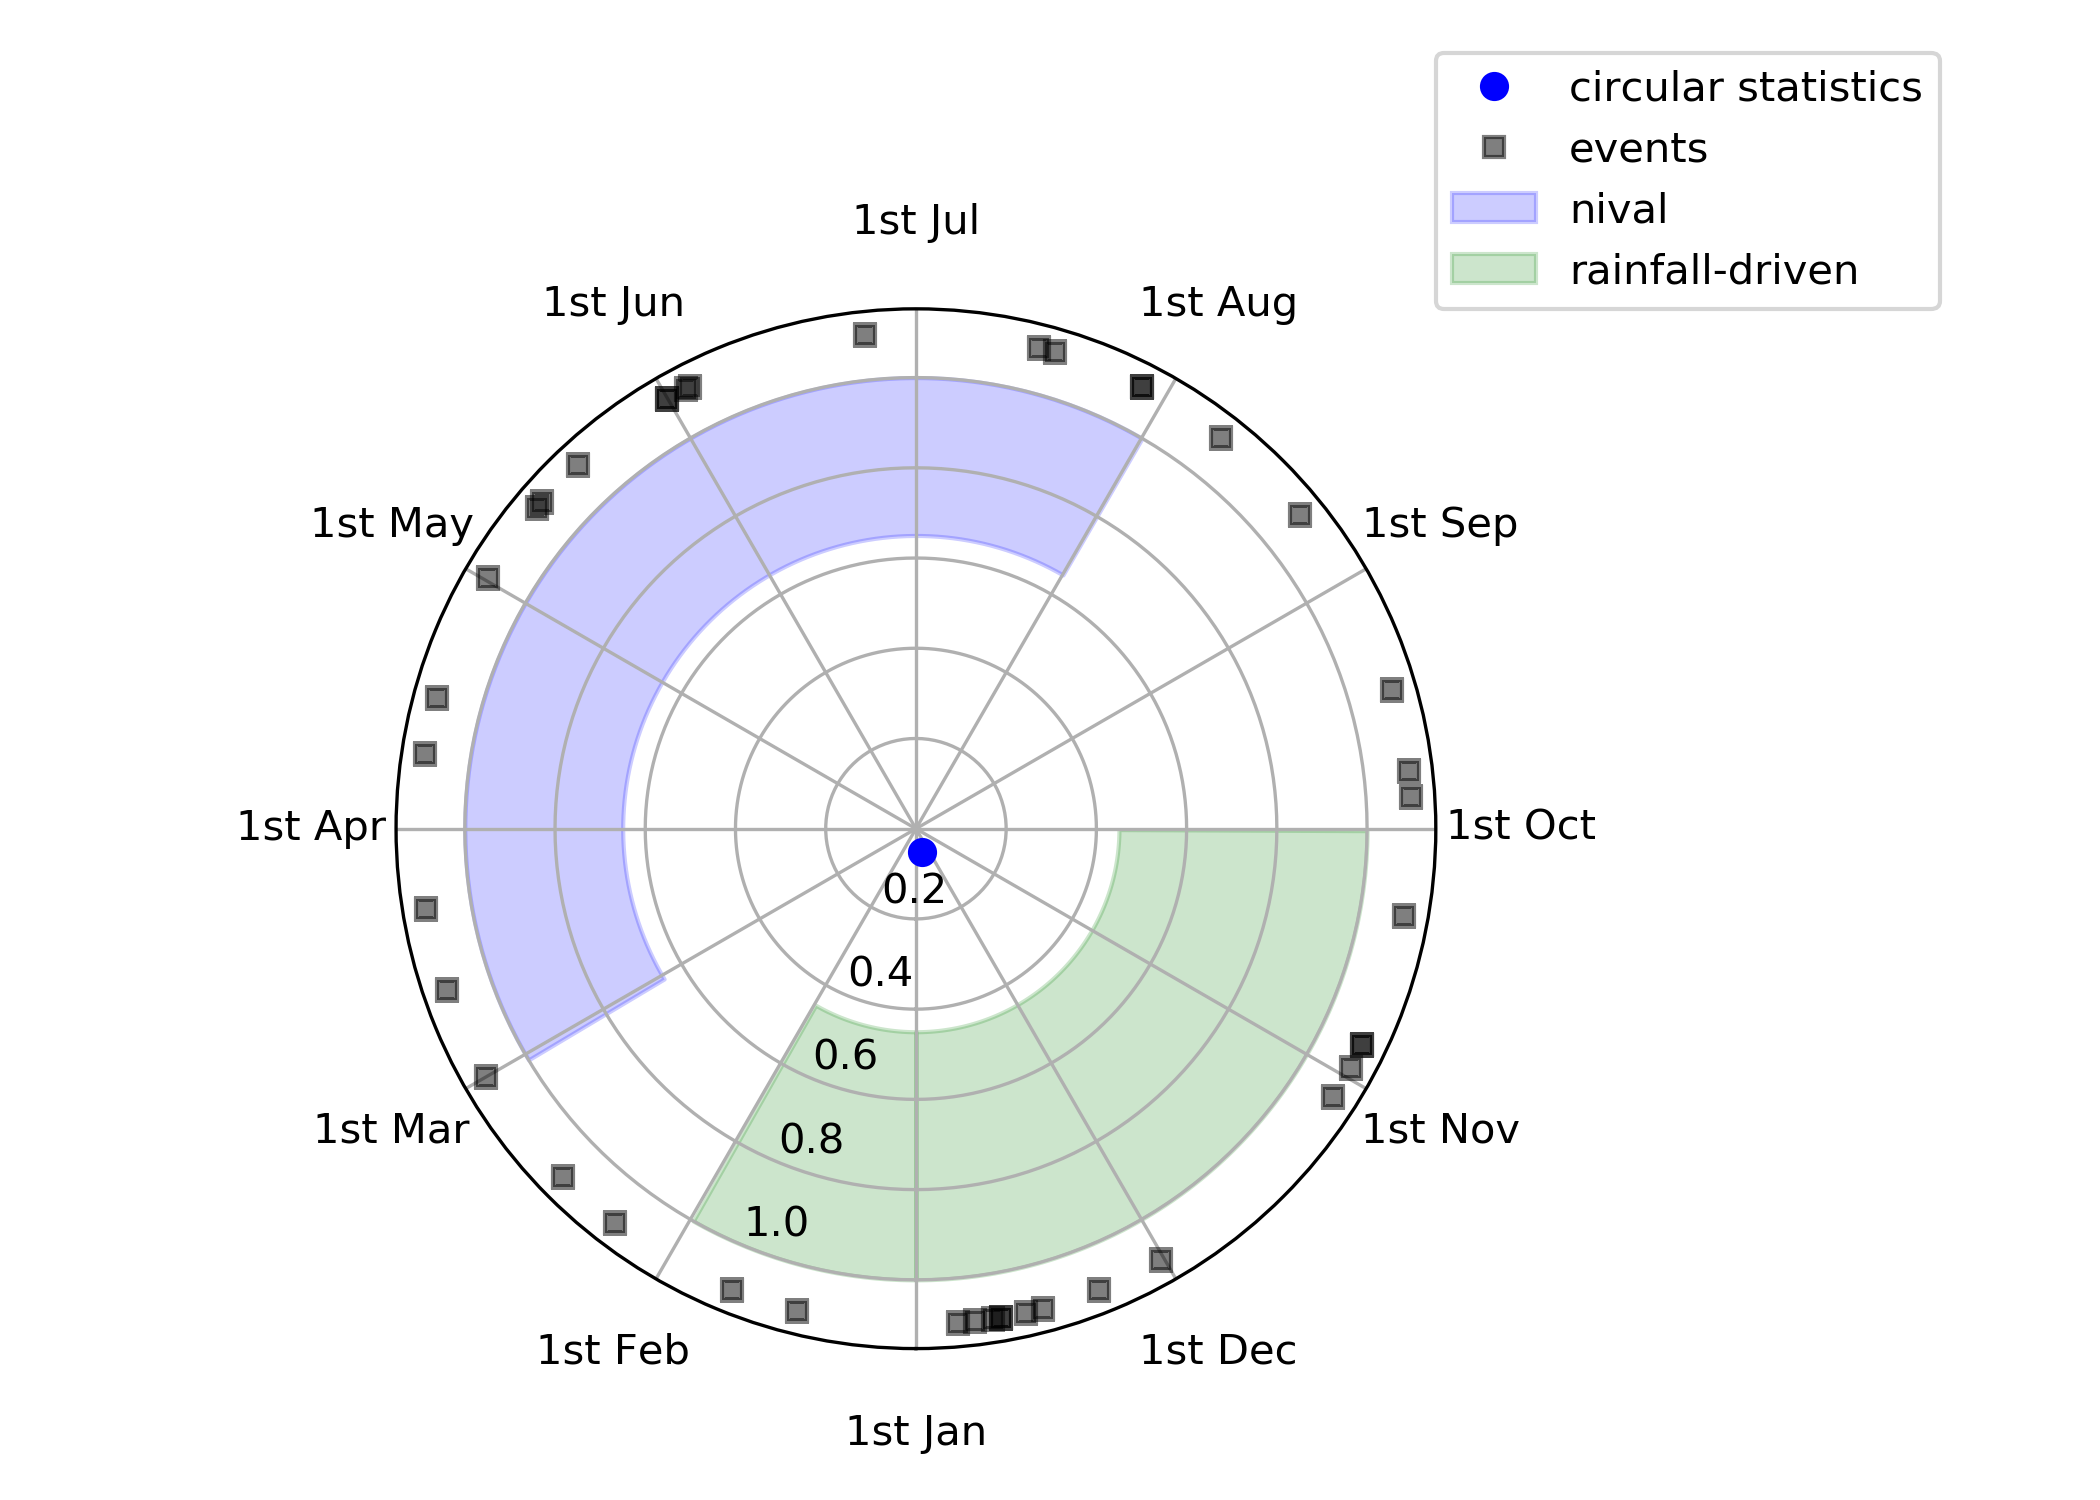 circular statistics
events
nival
rainfall-driven
1st Jul
1st Jun
1st Aug
1st May
1st Sep
1st Apr
1st Oct
0.2
0.4
0.6
1st Mar
1st Nov
0.8
1.0
1st Feb
1st Dec
1st Jan